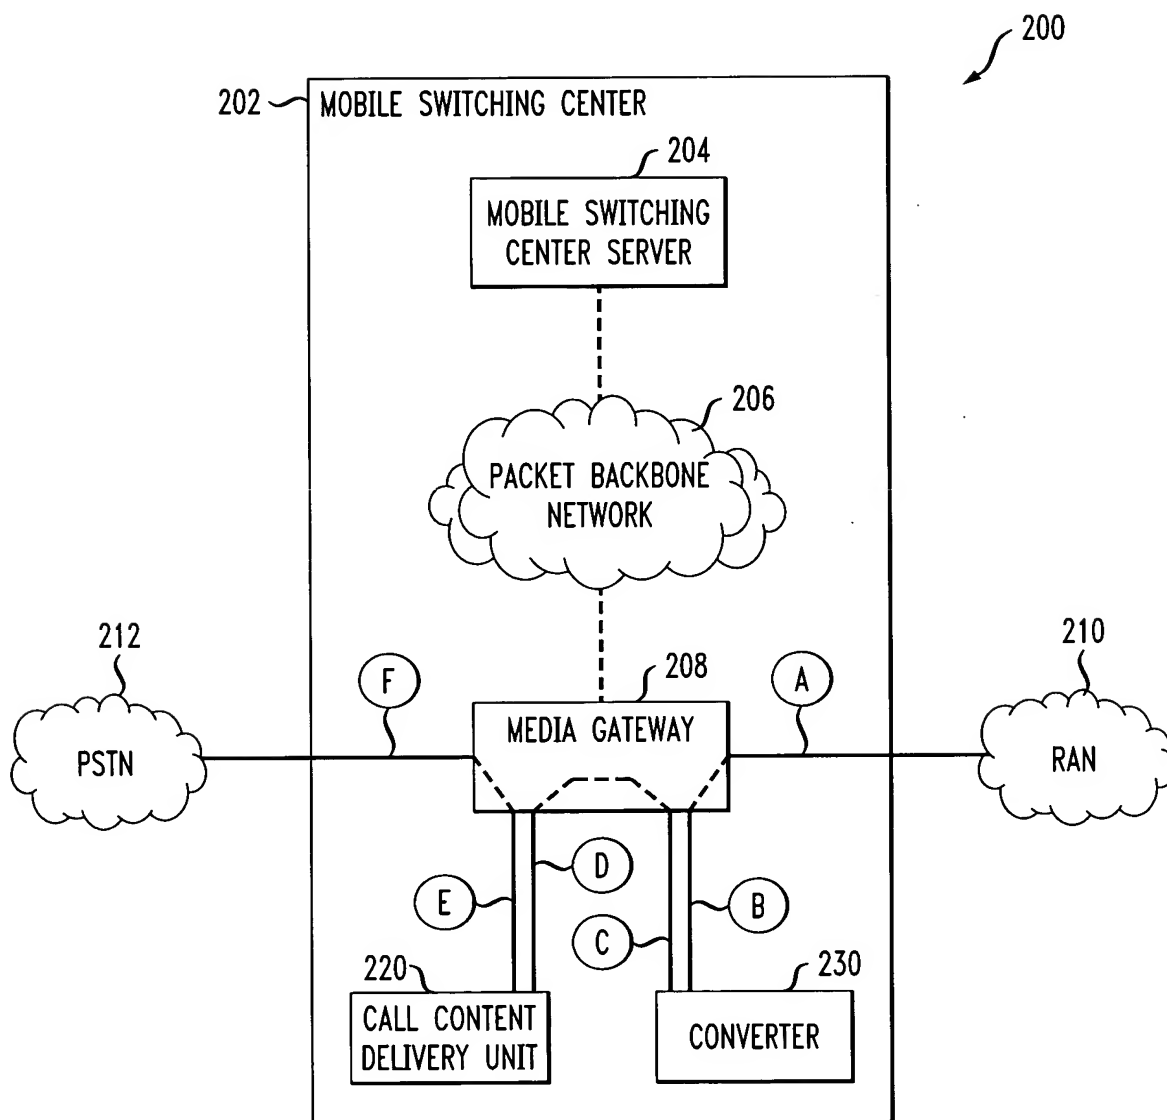 200
202
MOBILE SWITCHING CENTER
204
MOBILE SWITCHING
CENTER SERVER
206
PACKET BACKBONE
NETWORK
212
PSTN
F
208
MEDIA GATEWAY
A
210
RAN
D
E
B
C
220
CALL CONTENT
DELIVERY UNIT
230
CONVERTER